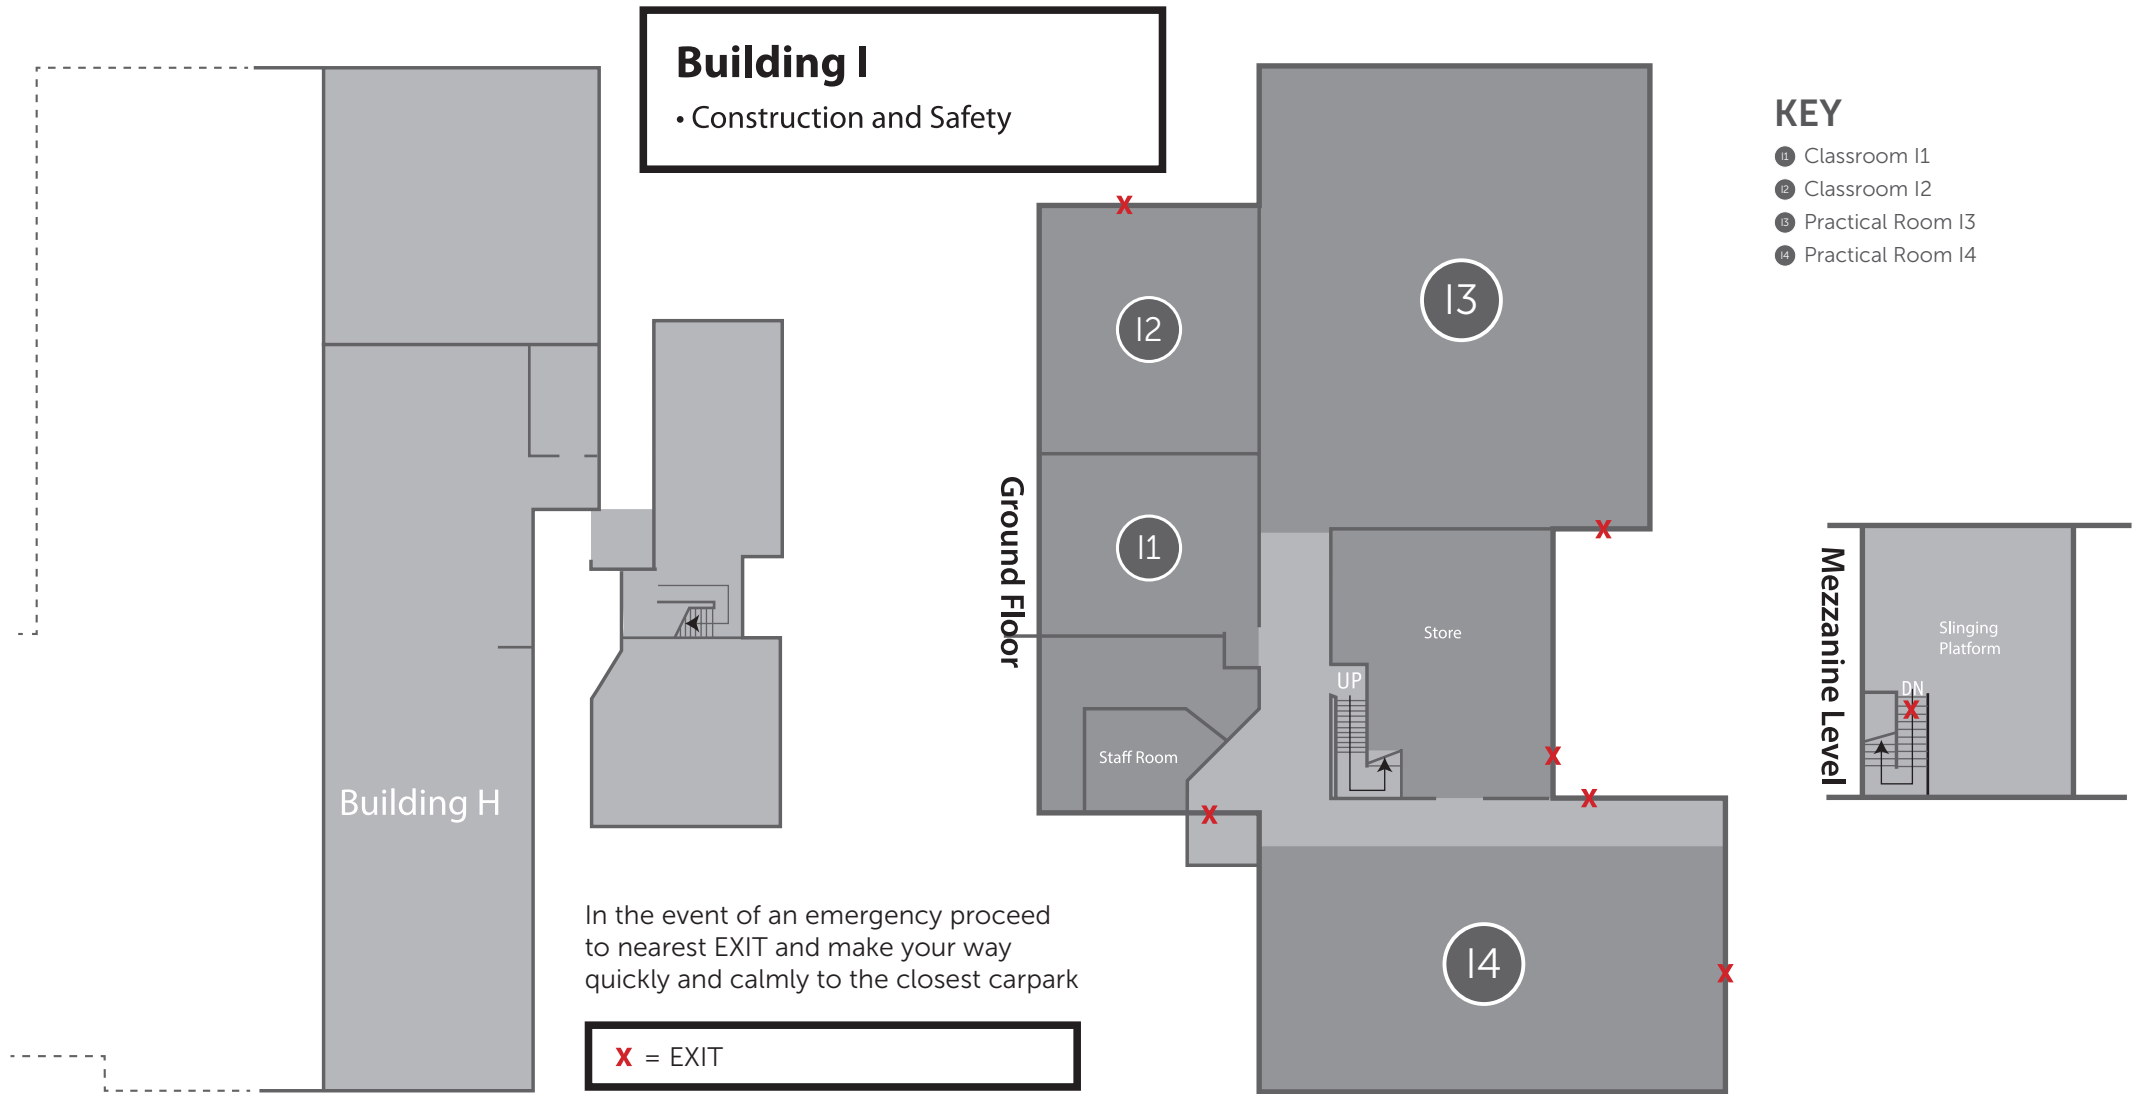 Building I
• Construction and Safety
KEY
I1 Classroom I1
I2 Classroom I2
I3 Practical Room I3
I4 Practical Room I4
I3
I2
I1
Ground Floor
Store
UP
Staff Room
I4
Mezzanine Level
Slinging
Platform
DN
Building H
In the event of an emergency proceed
to nearest EXIT and make your way
quickly and calmly to the closest carpark
X = EXIT
X
X
X
X
X
X
X